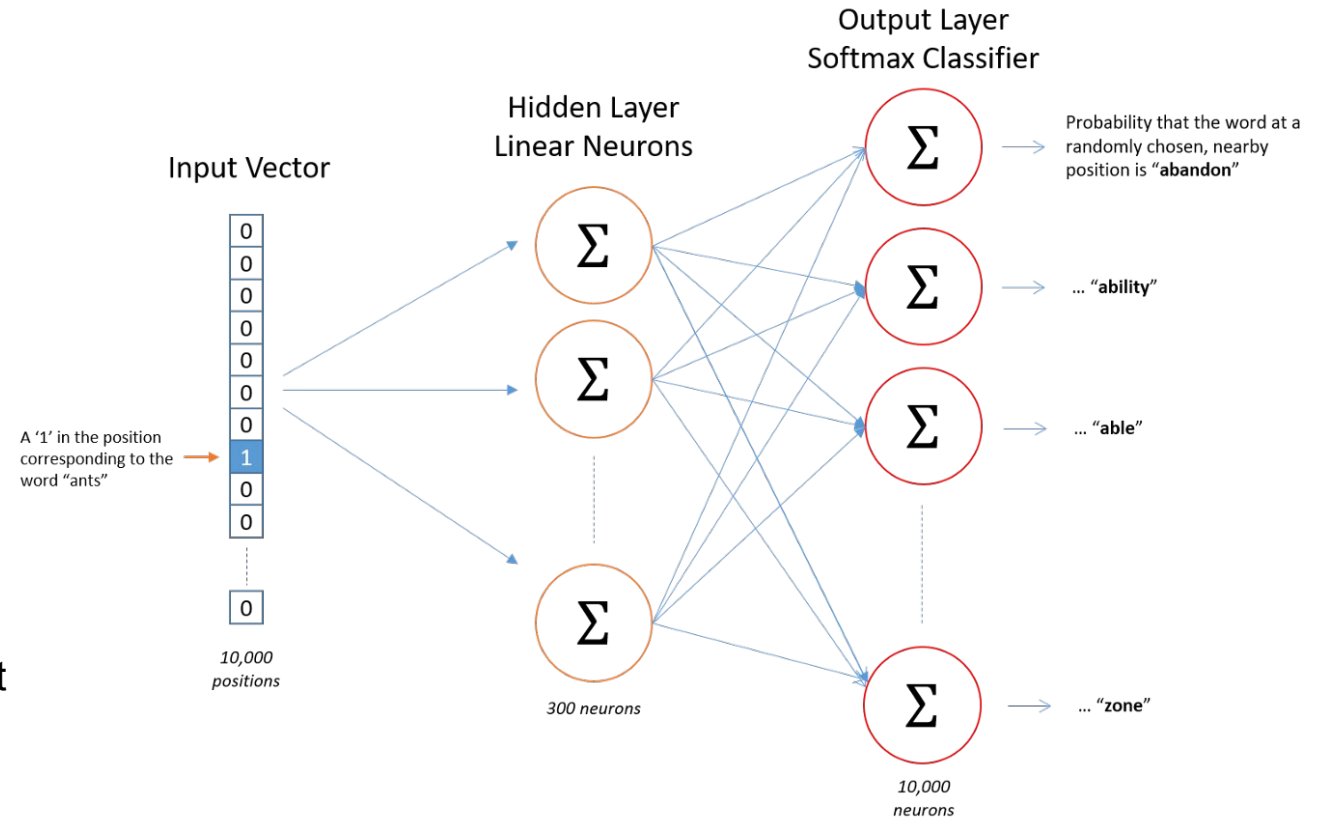 Output Layer
Softmax Classifier
Hidden Layer
Linear Neurons
Input Vector
0
0
0
0
0
0
0
1
0
0
0
A ‘1’ in the position
corresponding to the
word “ants”
10,000
positions
Σ
Σ
Σ
300 neurons
Σ
Σ
Σ
Σ
10,000
neurons
Probability that the word at a
randomly chosen, nearby
position is “abandon”
... “ability”
... “able”
... “zone”
t